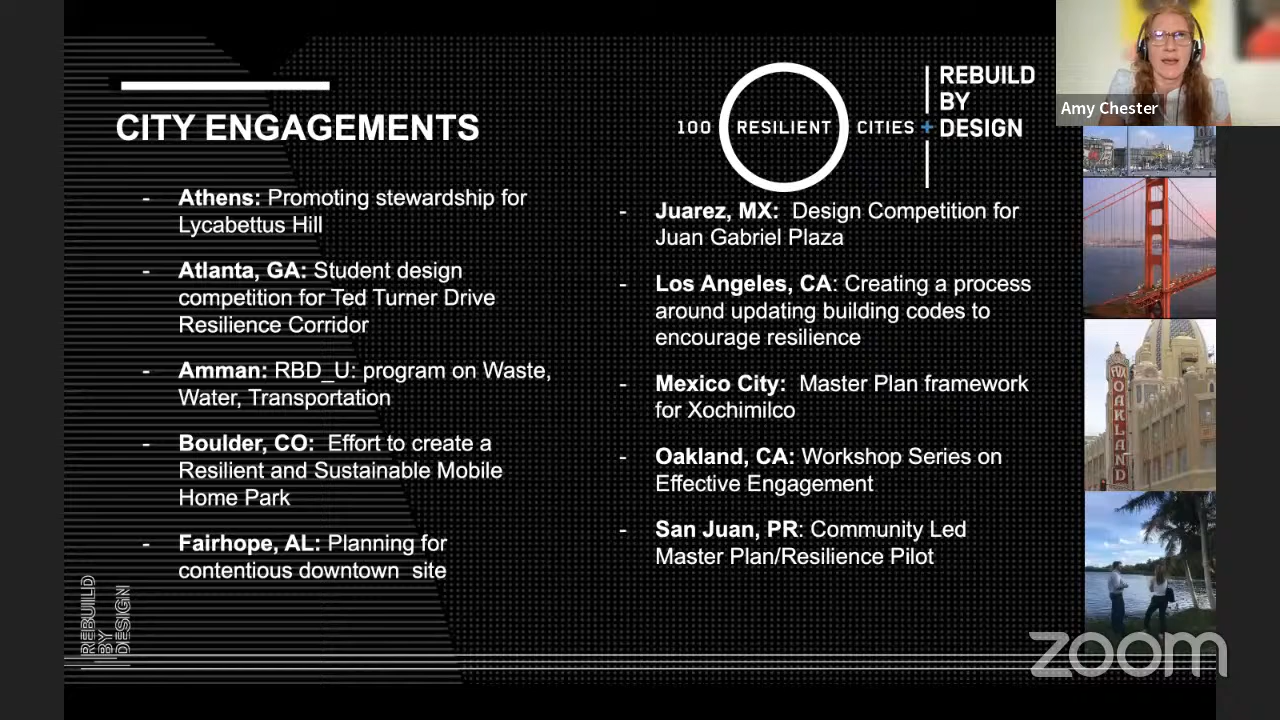 CITY ENGAGEMENTS
100 RESILIENT CITIES +
REBUILD
BY
DESIGN
Amy Chester
- Athens: Promoting stewardship for
Lycabettus Hill
- Atlanta, GA: Student design
competition for Ted Turner Drive
Resilience Corridor
- Amman: RBD_U: program on Waste,
Water, Transportation
- Boulder, CO: Effort to create a
Resilient and Sustainable Mobile
Home Park
- Fairhope, AL: Planning for
contentious downtown site
- Juarez, MX: Design Competition for
Juan Gabriel Plaza
- Los Angeles, CA: Creating a process
around updating building codes to
encourage resilience
- Mexico City: Master Plan framework
for Xochimilco
- Oakland, CA: Workshop Series on
Effective Engagement
- San Juan, PR: Community Led
Master Plan/Resilience Pilot
FOX
OAKLAND
REBUILD
BY
DESIGN
zoom